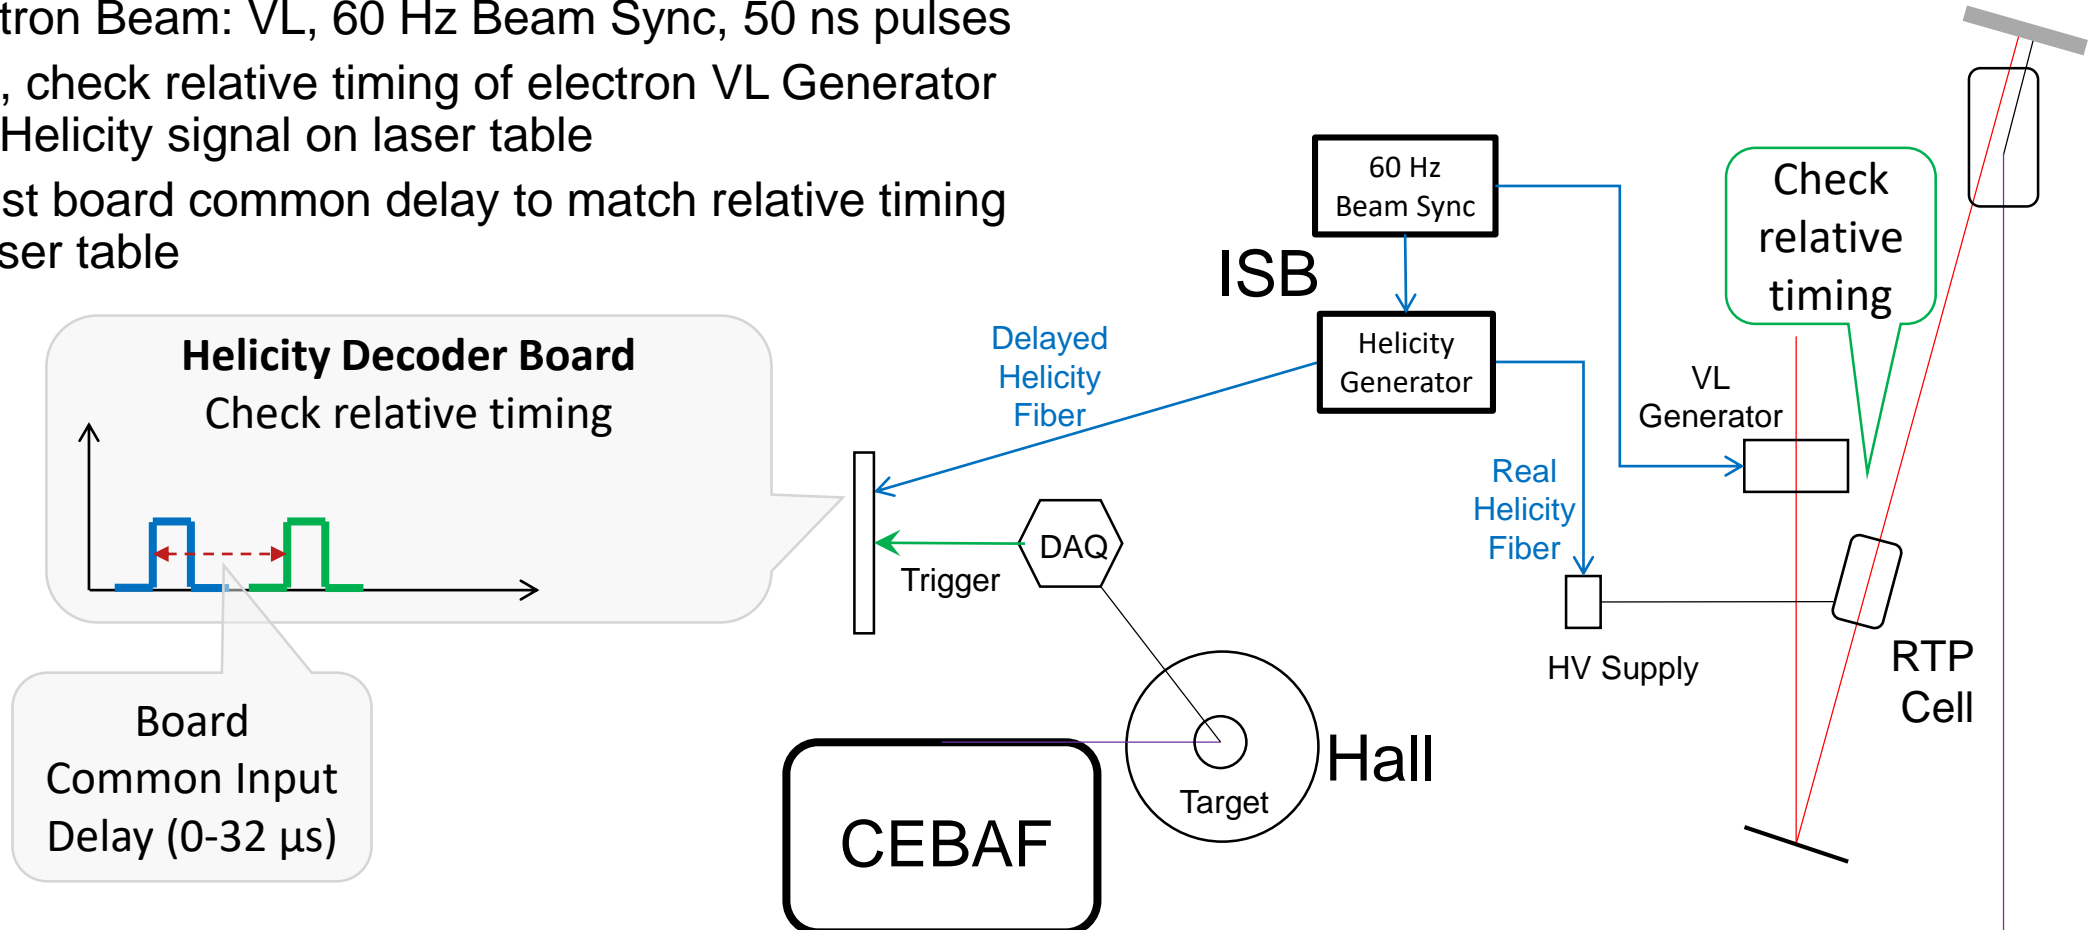 tron Beam: VL, 60 Hz Beam Sync, 50 ns pulses
, check relative timing of electron VL Generator
Helicity signal on laser table
st board common delay to match relative timing
ser table
60 Hz
Beam Sync
Check
relative
timing
ISB
Helicity Decoder Board
Check relative timing
Delayed
Helicity
Fiber
Helicity
Generator
VL
Generator
Real
Helicity
Fiber
DAQ
Trigger
HV Supply
RTP
Cell
Board
Common Input
Delay (0-32 µs)
Hall
Target
CEBAF